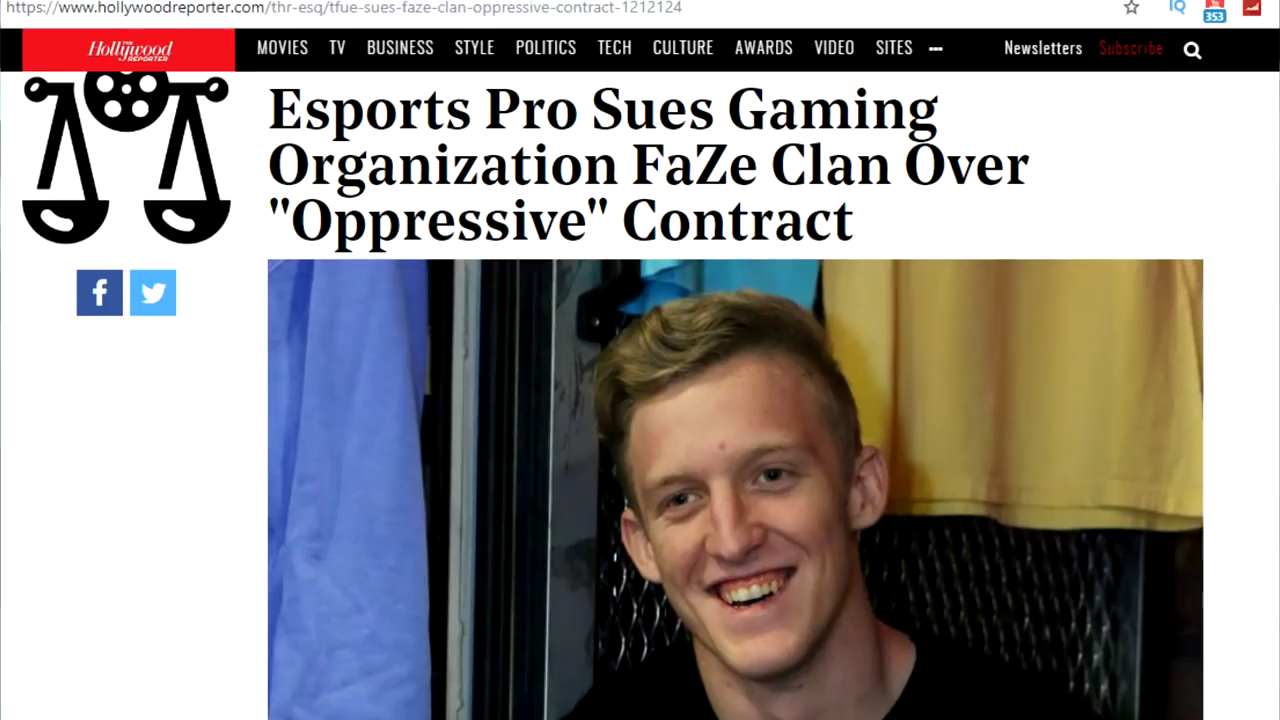 https://www.hollywoodreporter.com/thr-esq/tfue-sues-faze-clan-oppressive-contract-1212124
IQ
353
The Hollywood REPORTER
MOVIES TV BUSINESS STYLE POLITICS TECH CULTURE AWARDS VIDEO SITES Newsletters Subscribe
Esports Pro Sues Gaming
Organization FaZe Clan Over
"Oppressive" Contract